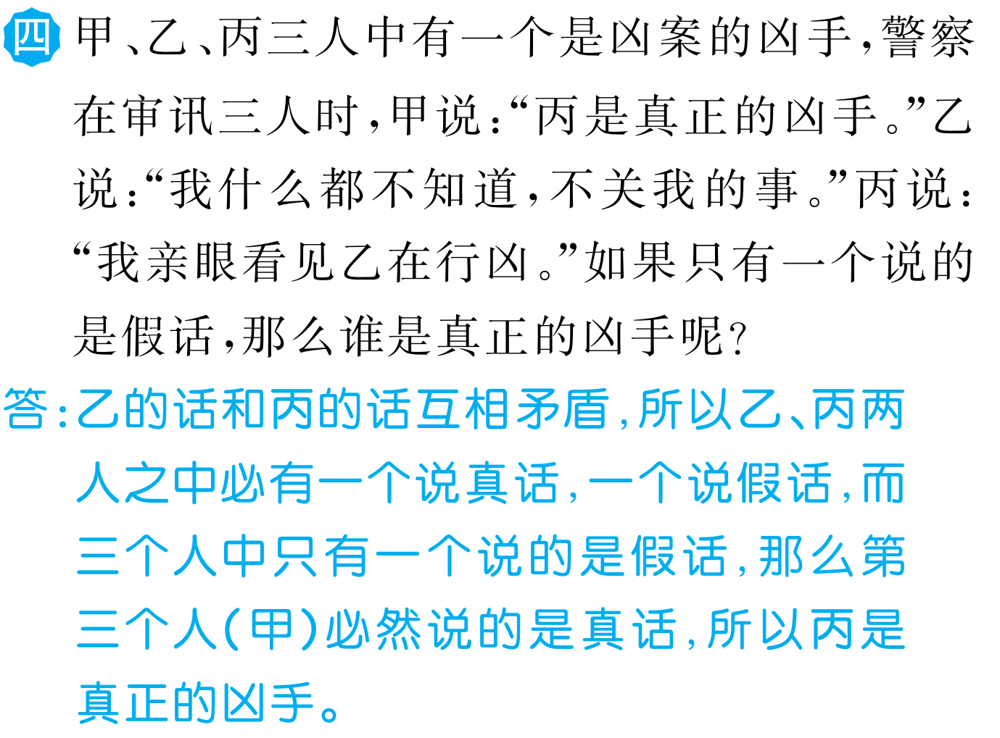 四 甲、乙、丙三人中有一个是凶案的凶手,警察
在审讯三人时,甲说:“丙是真正的凶手。”乙
说:“我什么都不知道,不关我的事。”丙说:
“我亲眼看见乙在行凶。”如果只有一个说的
是假话,那么谁是真正的凶手呢?
答:乙的话和丙的话互相矛盾,所以乙、丙两
人之中必有一个说真话,一个说假话,而
三个人中只有一个说的是假话,那么第
三个人(甲)必然说的是真话,所以丙是
真正的凶手。